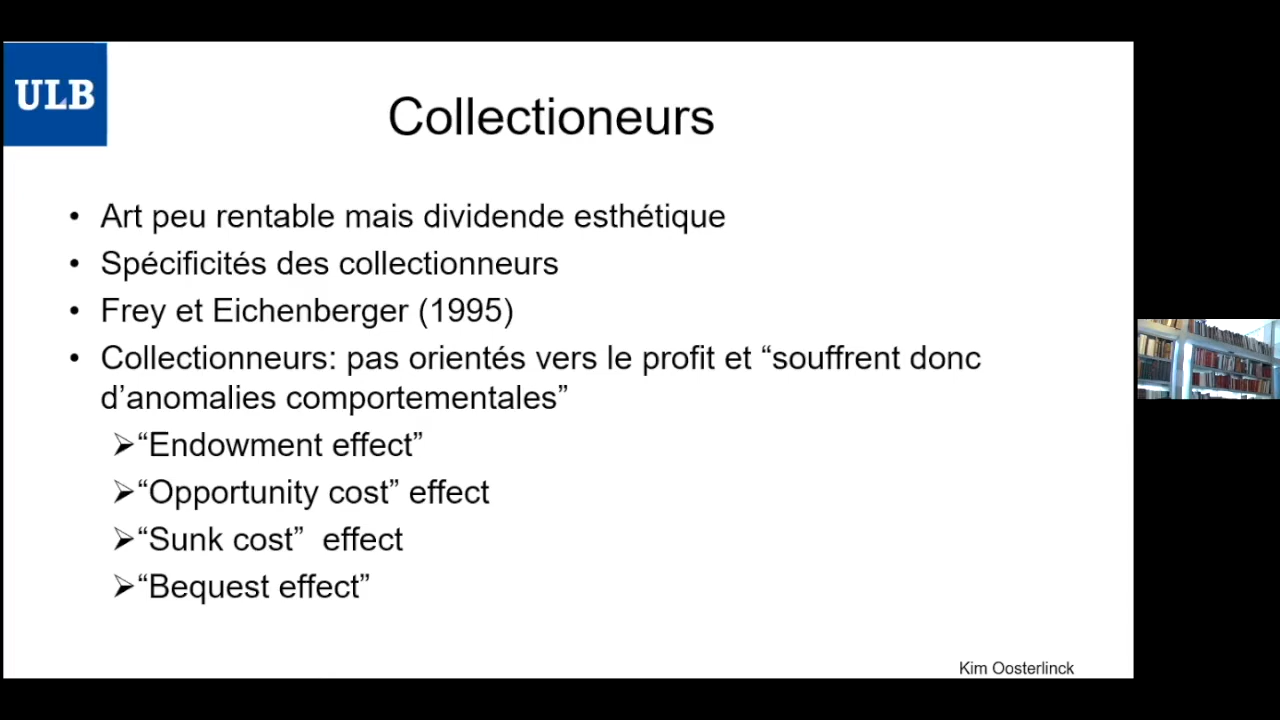 ULB
Collectioneurs
• Art peu rentable mais dividende esthétique
• Spécificités des collectionneurs
• Frey et Eichenberger (1995)
• Collectionneurs: pas orientés vers le profit et “souffrent donc
d’anomalies comportementales”
➢“Endowment effect”
➢“Opportunity cost” effect
➢“Sunk cost”  effect
➢“Bequest effect”
Kim Oosterlinck